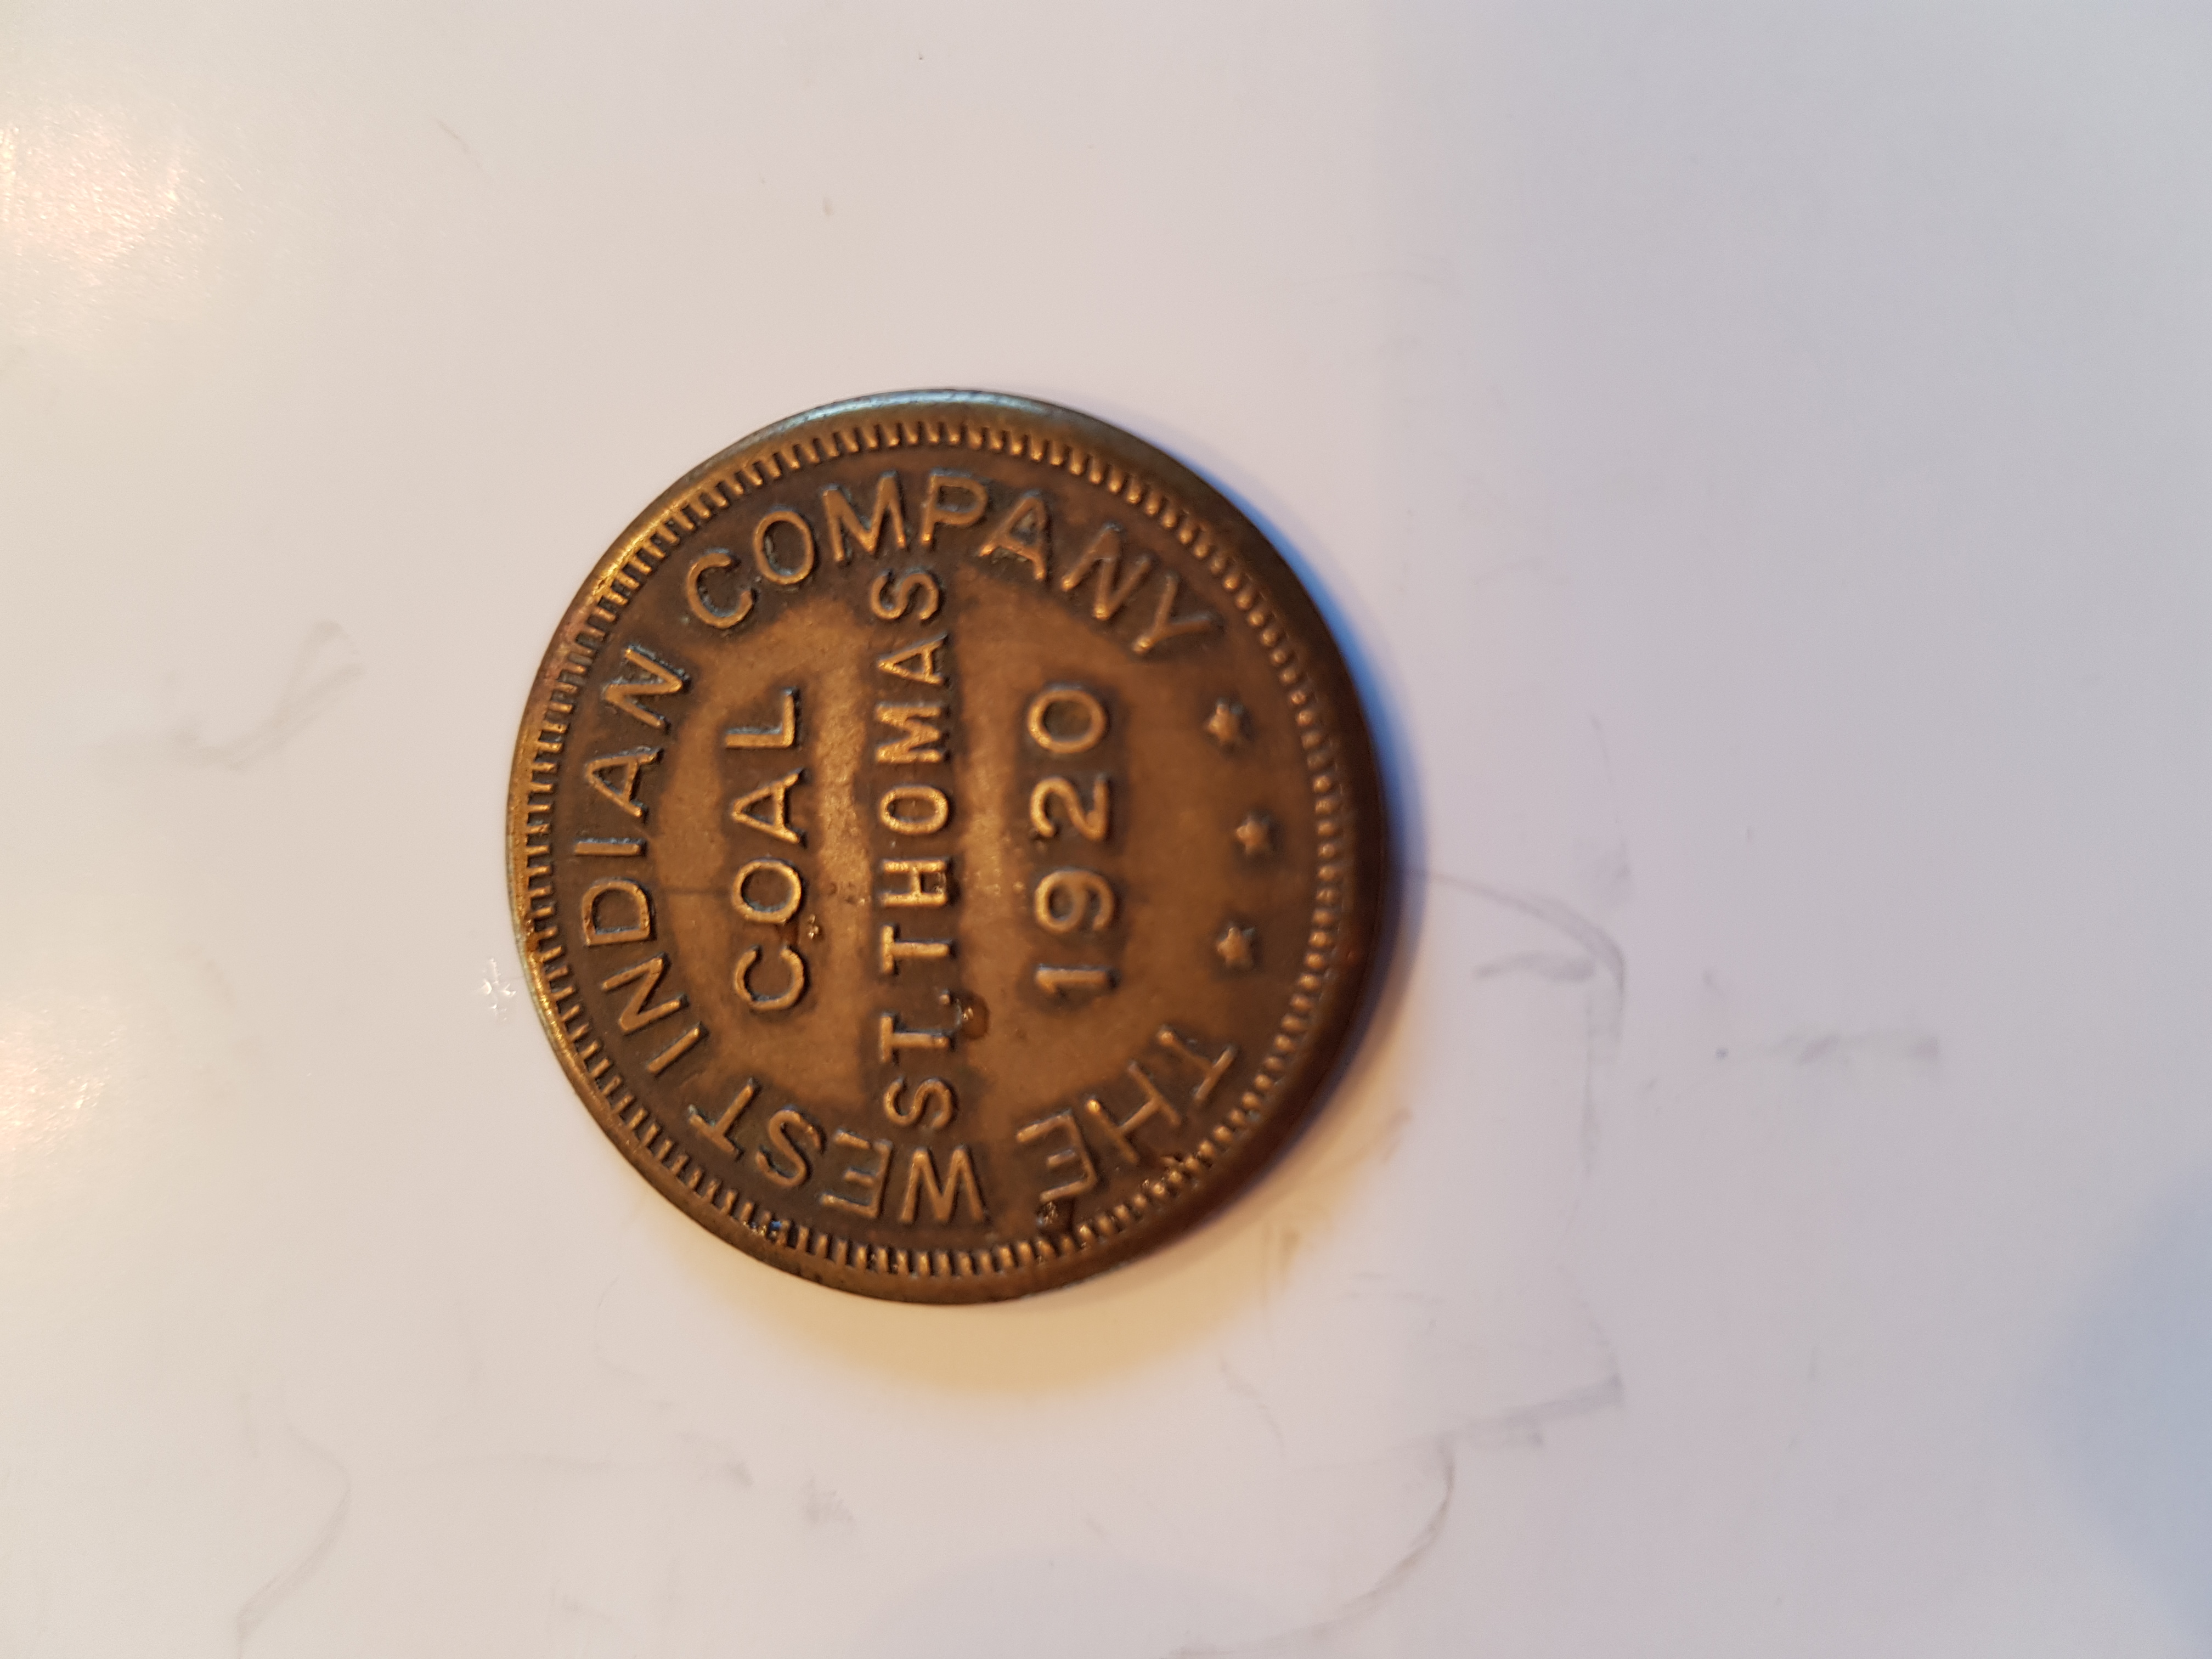 THE WEST INDIAN COMPANY
COAL
ST. THOMAS
1920